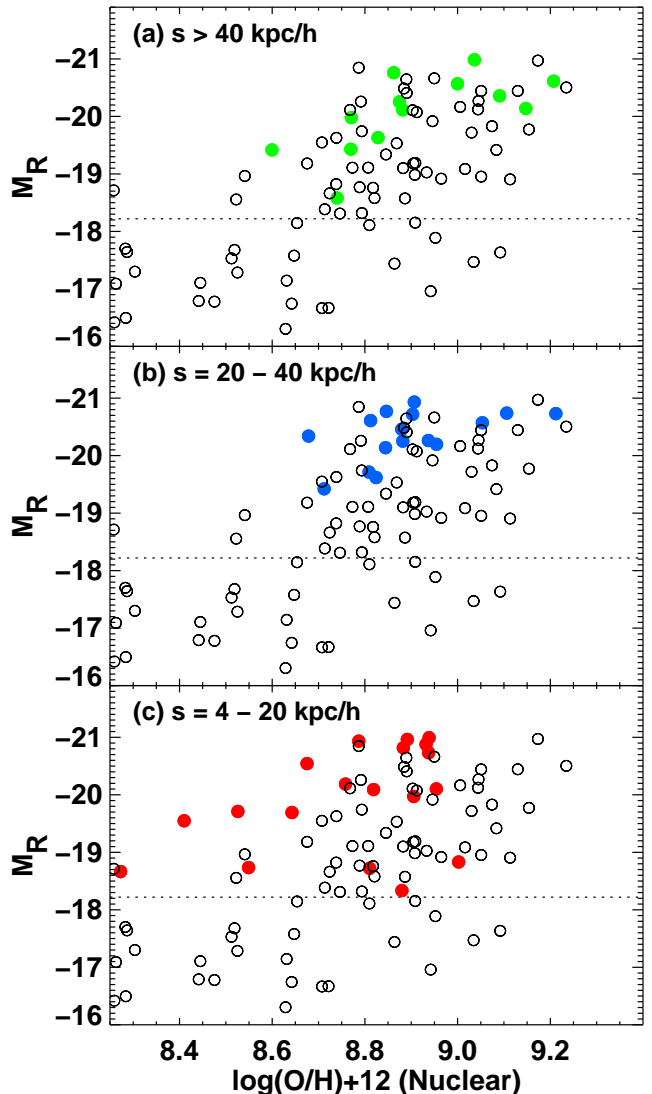 (a) s > 40 kpc/h
−21
−20
−19
−18
−17
−16
M_R
(b) s = 20 − 40 kpc/h
−21
−20
−19
−18
−17
−16
M_R
(c) s = 4 − 20 kpc/h
−21
−20
−19
−18
−17
−16
M_R
8.4 8.6 8.8 9.0 9.2
log(O/H)+12 (Nuclear)